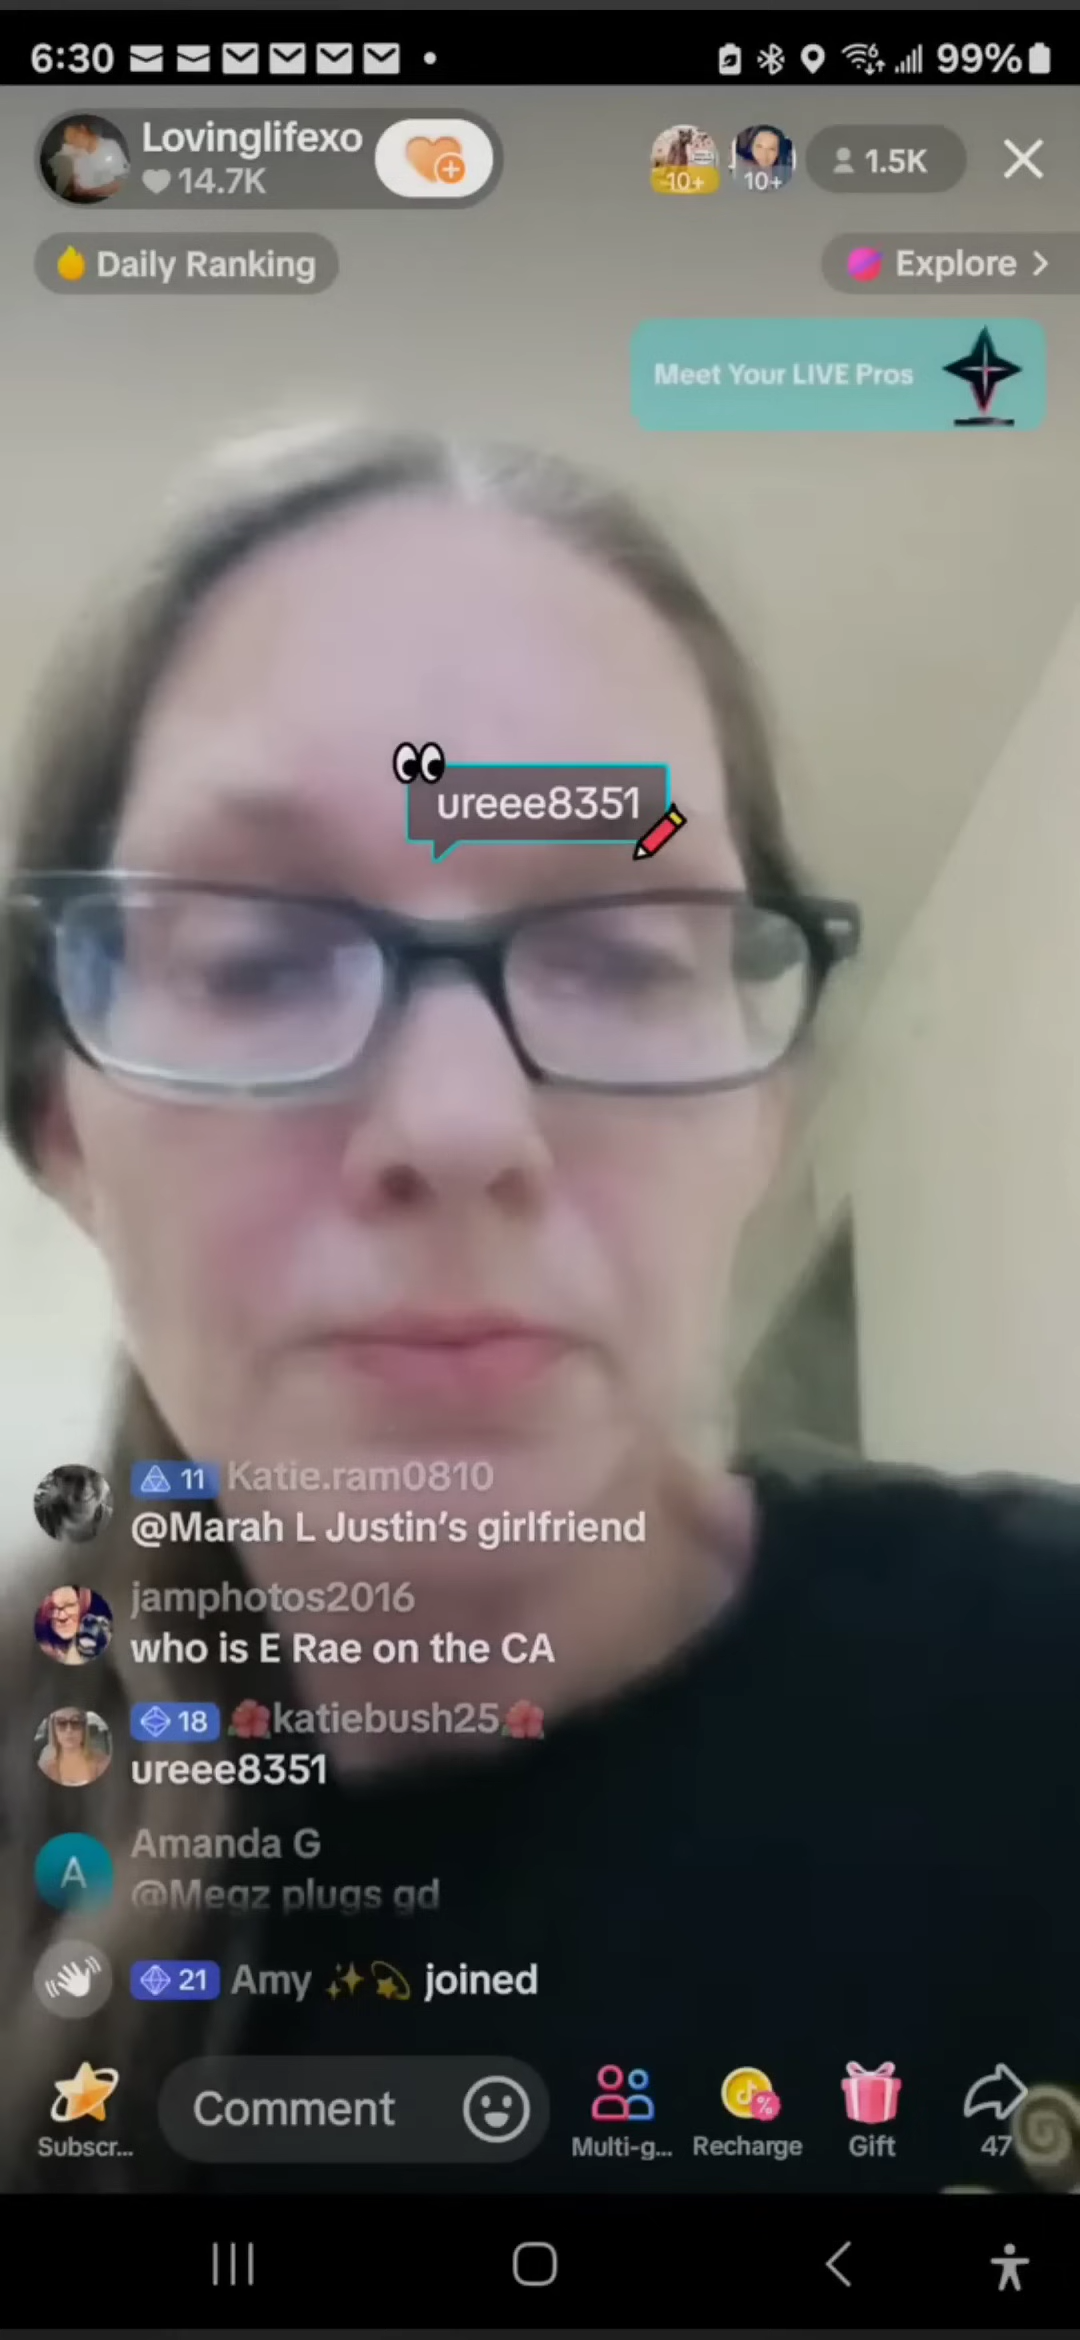 6:30
99%
Lovinglifexo
14.7K
10+
10+
1.5K
Daily Ranking
Explore >
Meet Your LIVE Pros
ureee8351
11 Katie.ram0810
@Marah L Justin’s girlfriend
jamphotos2016
who is E Rae on the CA
18 katiebush25
ureee8351
Amanda G
A
@Megz plugs gd
21 Amy joined
Comment
Subscr...
Multi-g...
Recharge
Gift
47